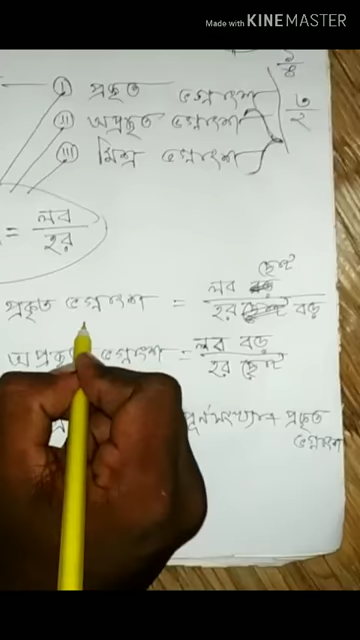 Made with KINEMASTER
(I) প্রকৃত ভগ্নাংশ
(II) অপ্রকৃত ভগ্নাংশ
(III) মিশ্র ভগ্নাংশ
৩/২
= লব/হর
প্রকৃত ভগ্নাংশ = লব ছোট/হর বড়
অপ্রকৃত ভগ্নাংশ = লব বড়/হর ছোট
পূর্নসংখ্যা + প্রকৃত
ভগ্নাংশ